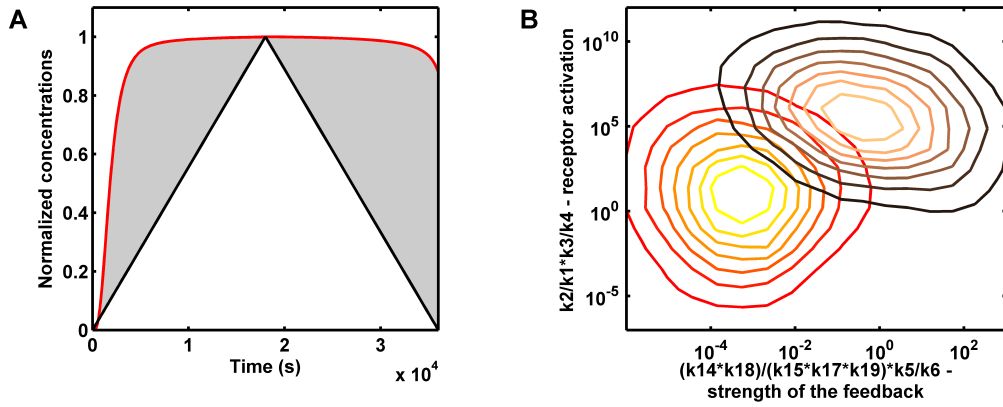 A
Normalized concentrations
1
0.8
0.6
0.4
0.2
0
0
1
2
3
Time (s)
x 10^4
B
k2/k1*k3/k4 - receptor activation
10^10
10^5
10^0
10^-5
10^-4
10^-2
10^0
10^2
(k14*k18)/(k15*k17*k19)*k5/k6 -
strength of the feedback